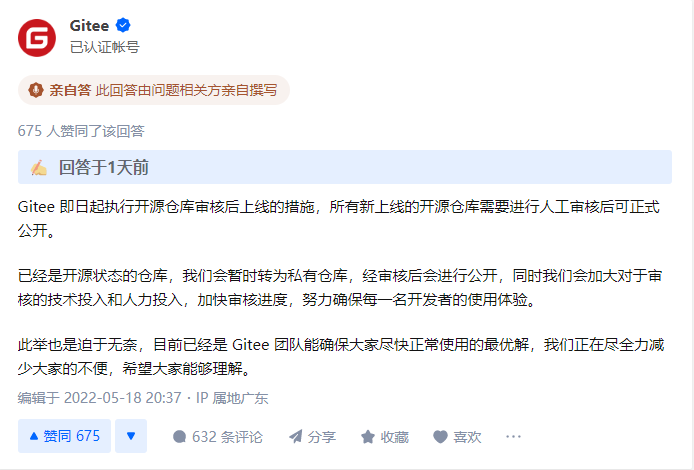 Gitee
已认证帐号
亲自答 此回答由问题相关方亲自撰写
675 人赞同了该回答
✍ 回答于1天前
Gitee 即日起执行开源仓库审核后上线的措施，所有新上线的开源仓库需要进行人工审核后可正式
公开。
已经是开源状态的仓库，我们会暂时转为私有仓库，经审核后会进行公开，同时我们会加大对于审
核的技术投入和人力投入，加快审核进度，努力确保每一名开发者的使用体验。
此举也是迫于无奈，目前已经是 Gitee 团队能确保大家尽快正常使用的最优解，我们正在尽全力减
少大家的不便，希望大家能够理解。
编辑于 2022-05-18 20:37 · IP 属地广东
赞同 675 632 条评论 分享 收藏 喜欢 ···